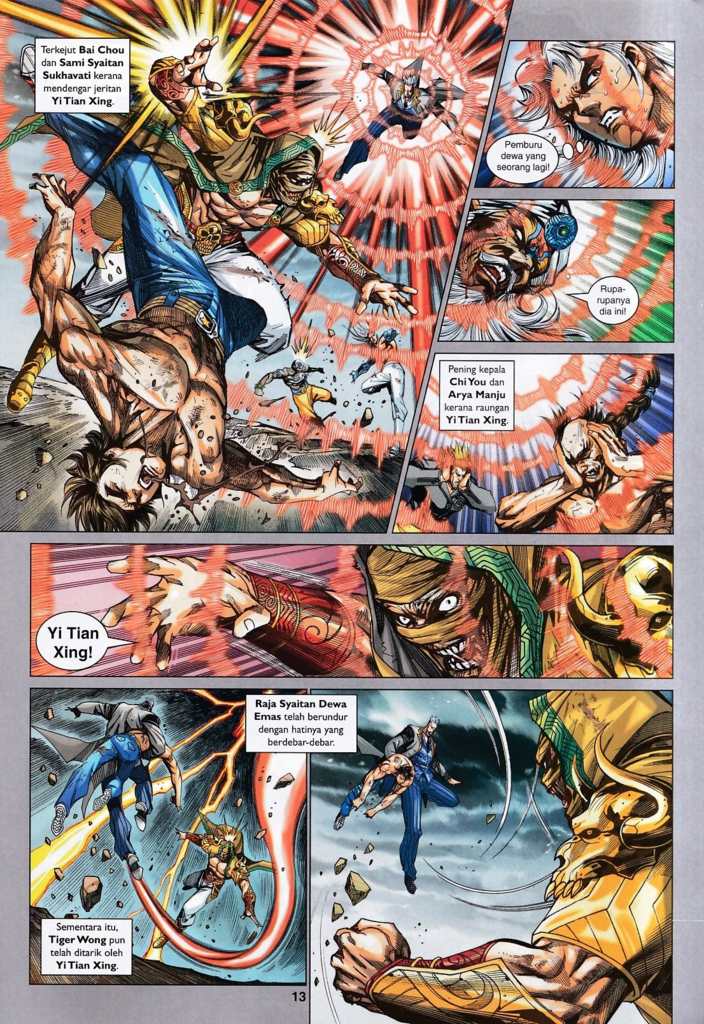 Terkejut Bai Chou
dan Sami Syaitan
Sukhavati kerana
mendengar jeritan
Yi Tian Xing.
Pemburu
dewa yang
seorang lagi!
Rupa-
rupanya
dia ini!
Pening kepala
Chi You dan
Arya Manju
kerana raungan
Yi Tian Xing.
Yi Tian
Xing!
Raja Syaitan Dewa
Emas telah berundur
dengan hatinya yang
berdebar-debar.
Sementara itu,
Tiger Wong pun
telah ditarik oleh
Yi Tian Xing.
13